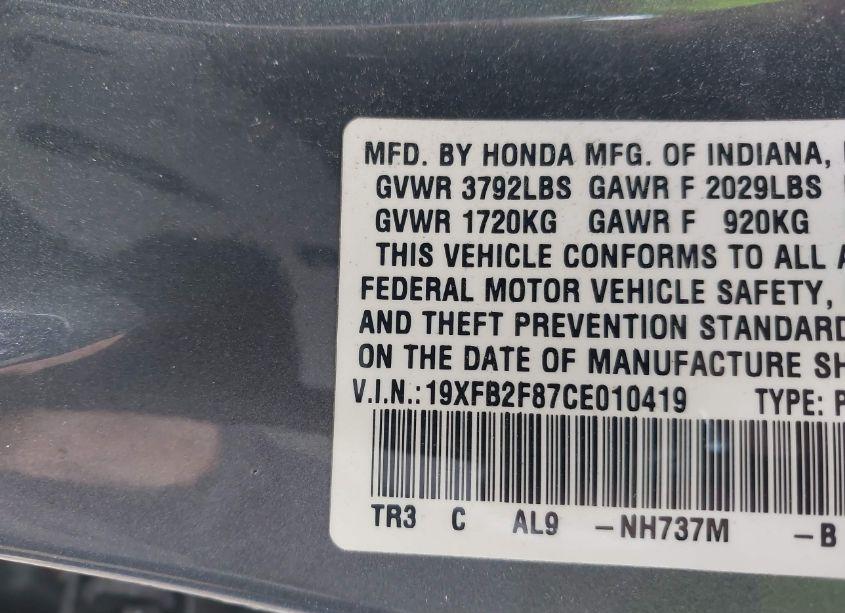 MFD. BY HONDA MFG. OF INDIANA,
GVWR 3792LBS GAWR F 2029LBS
GVWR 1720KG GAWR F 920KG
THIS VEHICLE CONFORMS TO ALL A
FEDERAL MOTOR VEHICLE SAFETY,
AND THEFT PREVENTION STANDARD
ON THE DATE OF MANUFACTURE SH
V.I.N.:19XFB2F87CE010419 TYPE: P
TR3 C AL9 -NH737M -B